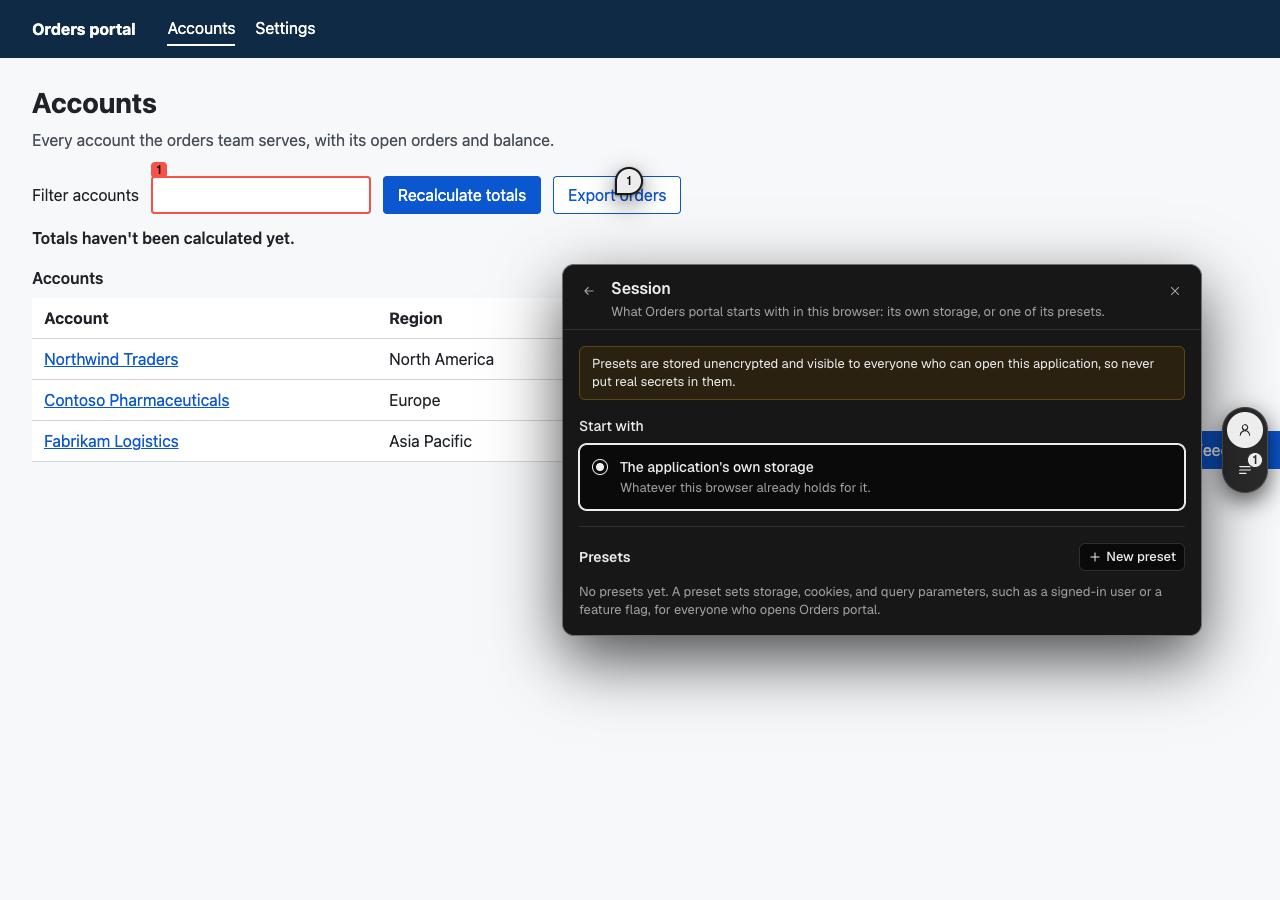 Orders portal Accounts Settings
Accounts
Every account the orders team serves, with its open orders and balance.
1
1
Filter accounts Recalculate totals Export orders
Totals haven't been calculated yet.
Accounts
Account Region
Northwind Traders North America
Contoso Pharmaceuticals Europe
Fabrikam Logistics Asia Pacific
Session
What Orders portal starts with in this browser: its own storage, or one of its presets.
Presets are stored unencrypted and visible to everyone who can open this application, so never
put real secrets in them.
Start with
The application's own storage
Whatever this browser already holds for it.
Presets New preset
No presets yet. A preset sets storage, cookies, and query parameters, such as a signed-in user or a
feature flag, for everyone who opens Orders portal.
1